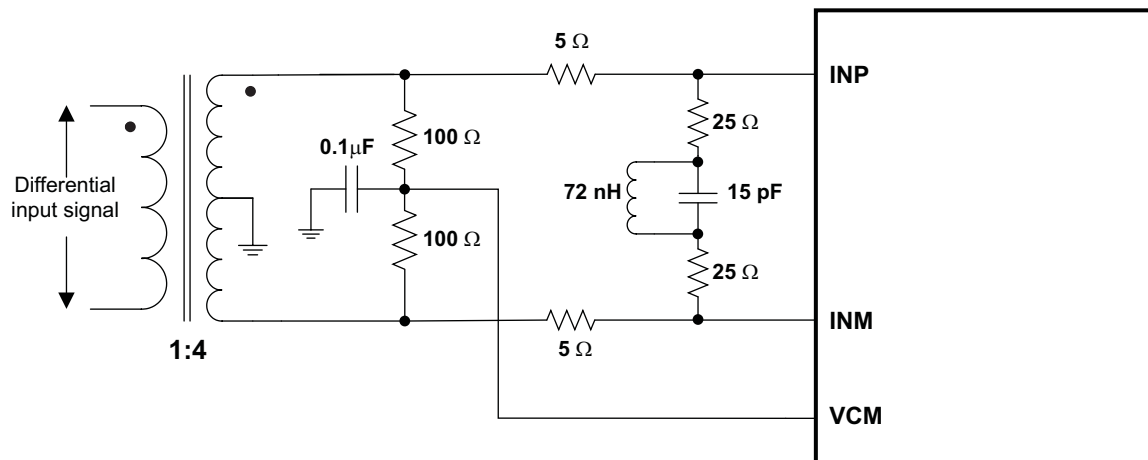 5 Ω
INP
25 Ω
100 Ω
0.1μF
Differential
input signal
72 nH
15 pF
100 Ω
25 Ω
INM
5 Ω
1:4
VCM